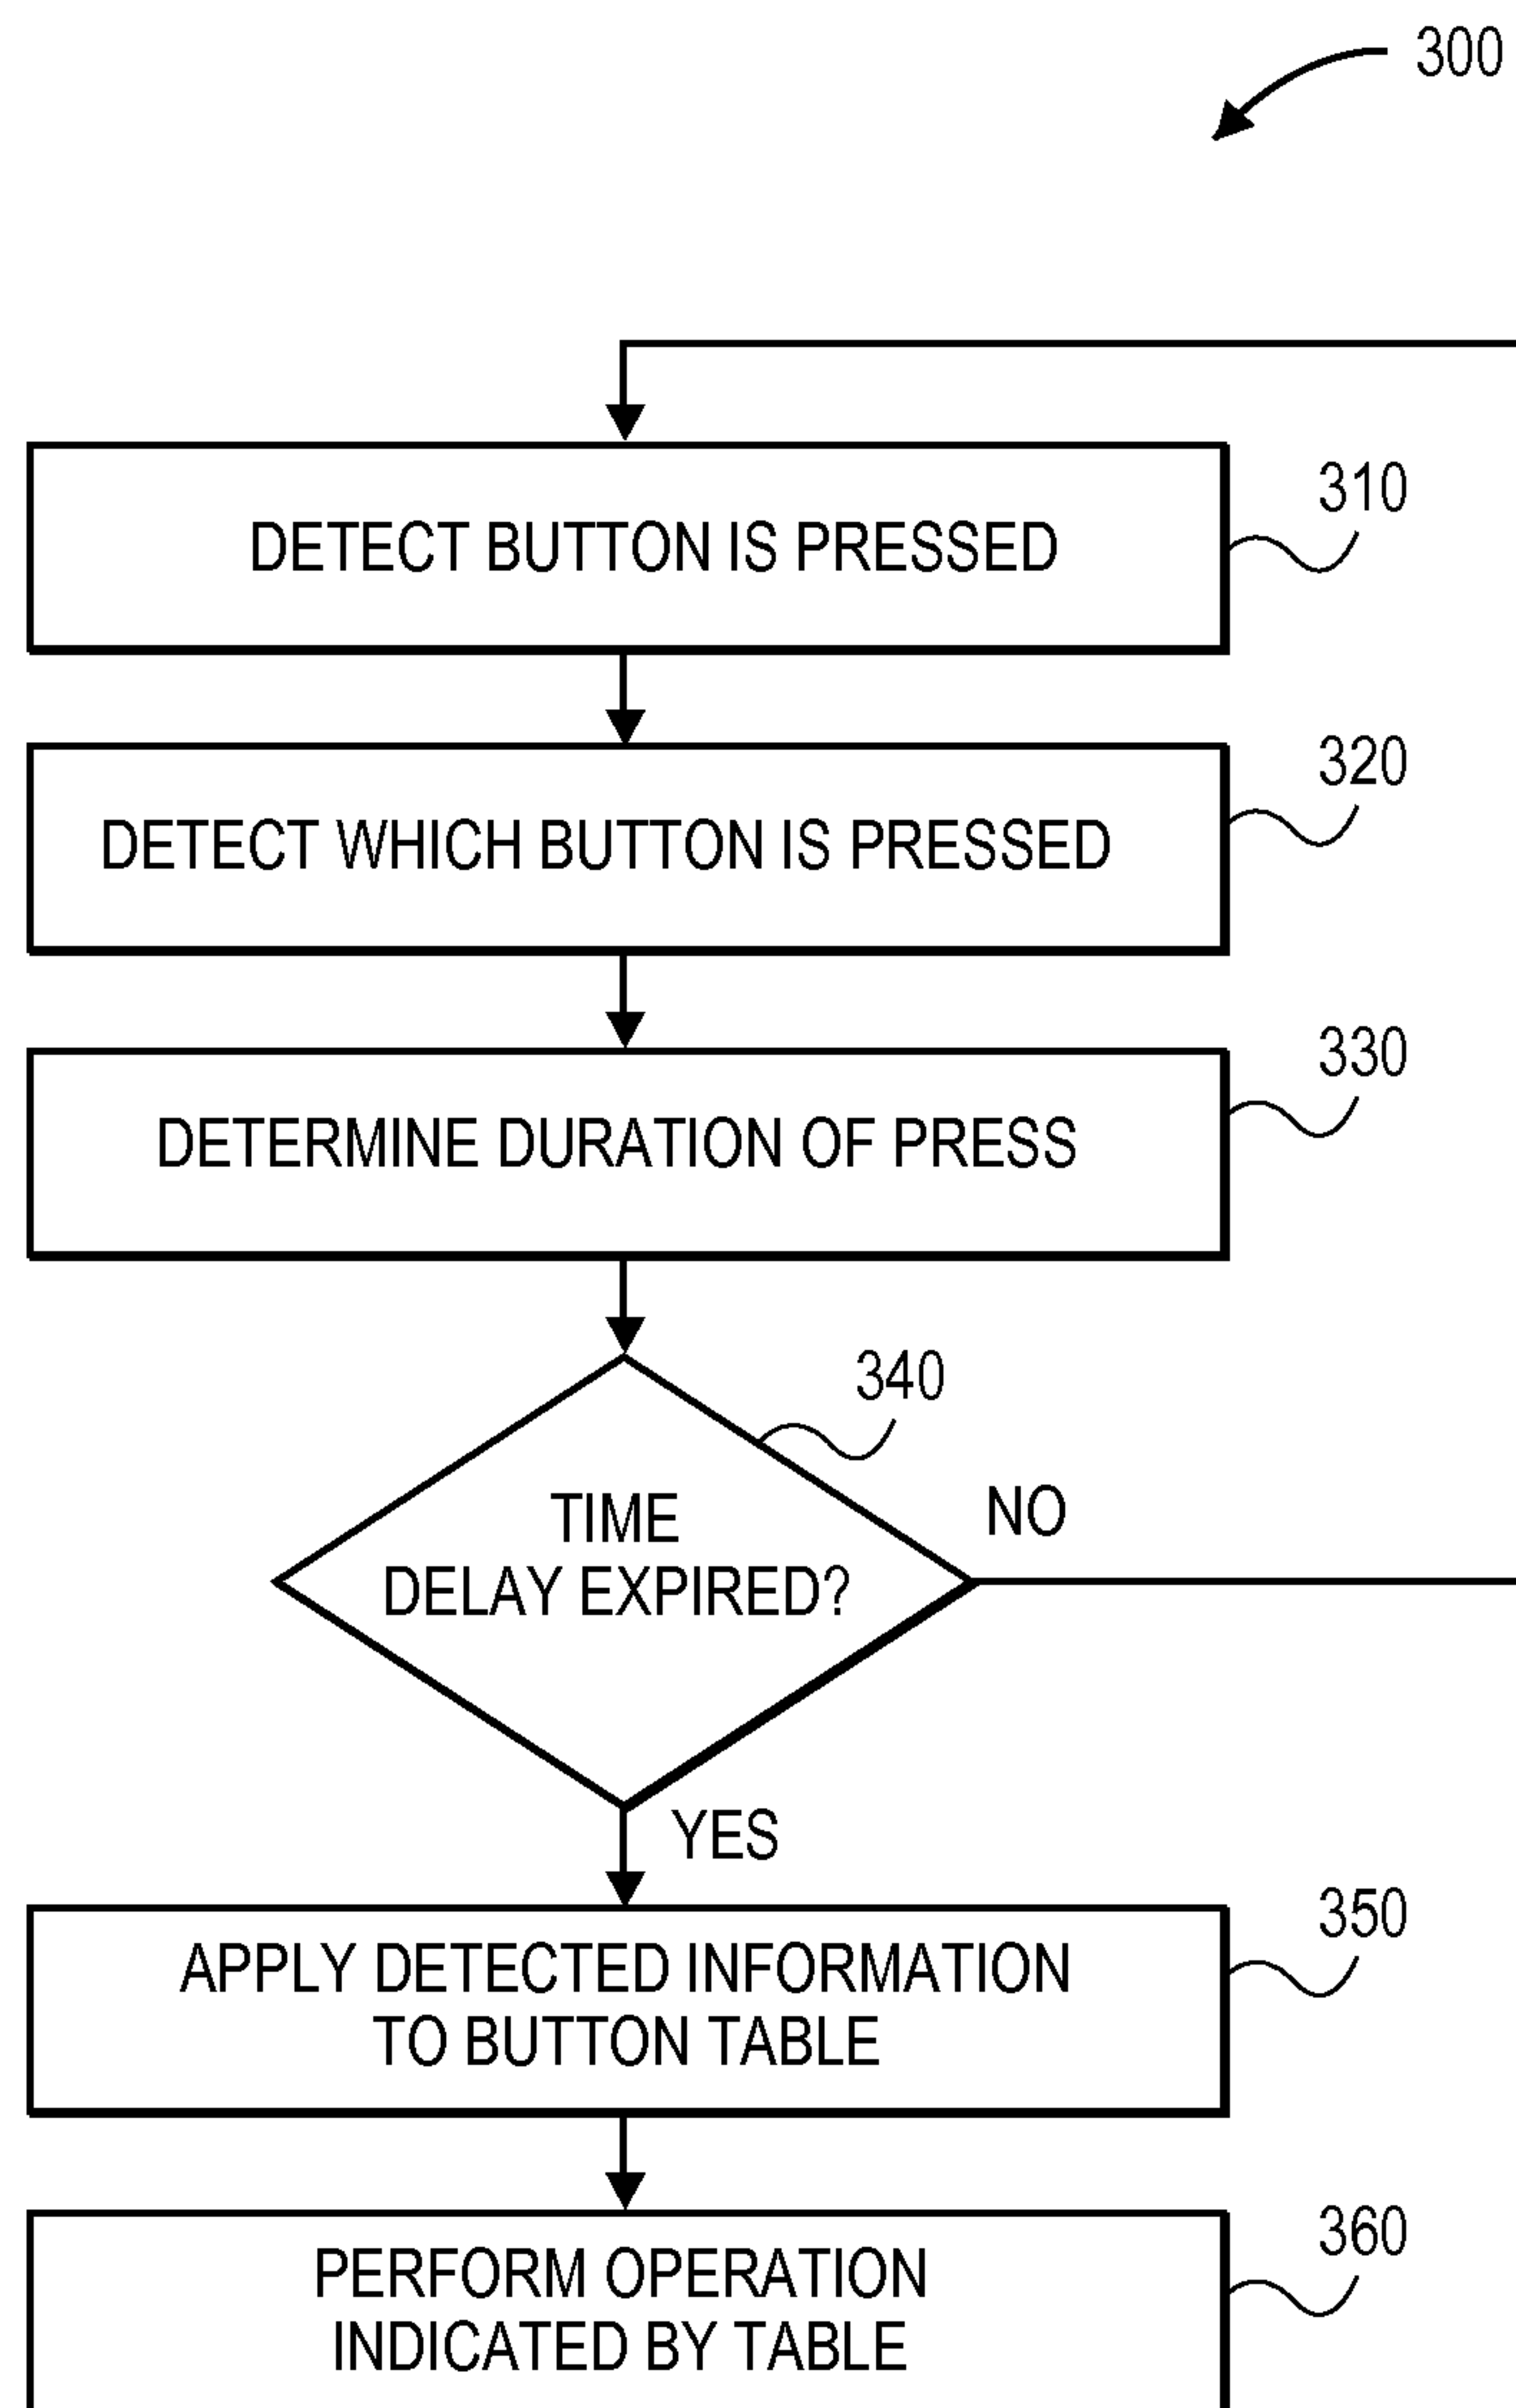 300
310
DETECT BUTTON IS PRESSED
320
DETECT WHICH BUTTON IS PRESSED
330
DETERMINE DURATION OF PRESS
340
NO
TIME
DELAY EXPIRED?
YES
350
APPLY DETECTED INFORMATION
TO BUTTON TABLE
360
PERFORM OPERATION
INDICATED BY TABLE